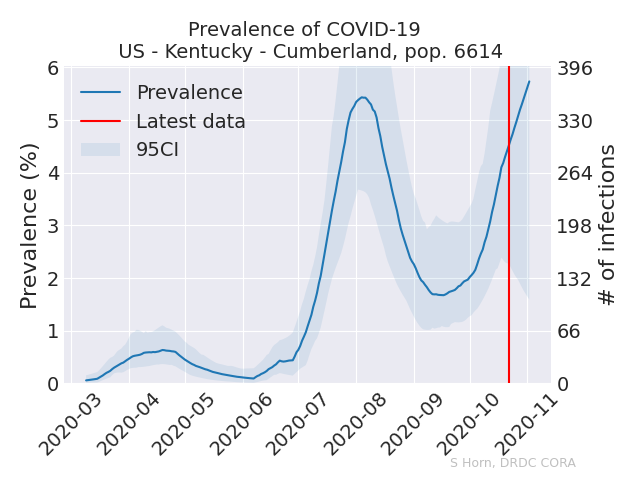 Prevalence of COVID-19
US - Kentucky - Cumberland, pop. 6614
Prevalence
Latest data
95CI
Prevalence (%)
6
5
4
3
2
1
0
# of infections
396
330
264
198
132
66
0
2020-03
2020-04
2020-05
2020-06
2020-07
2020-08
2020-09
2020-10
2020-11
S Horn, DRDC CORA